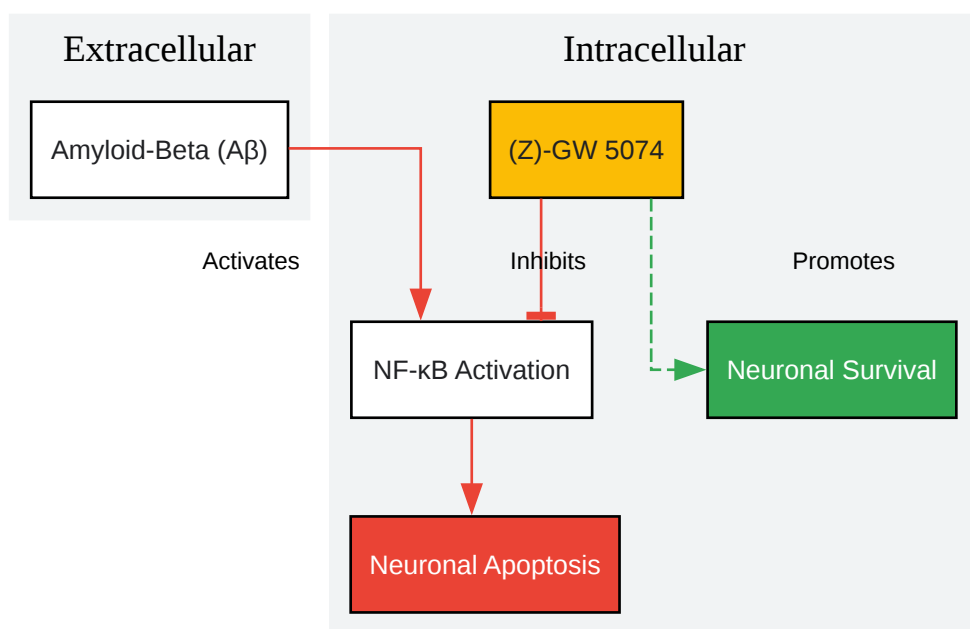 Extracellular
Intracellular
Amyloid-Beta (Aβ)
(Z)-GW 5074
Activates
Inhibits
Promotes
NF-κB Activation
Neuronal Survival
Neuronal Apoptosis